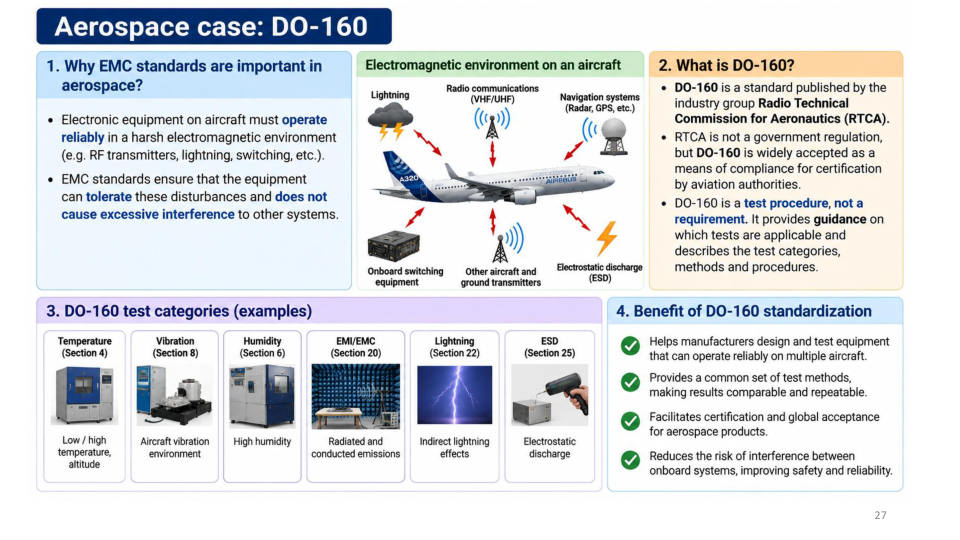 Aerospace case: DO-160
1. Why EMC standards are important in
aerospace?
• Electronic equipment on aircraft must operate
reliably in a harsh electromagnetic environment
(e.g. RF transmitters, lightning, switching, etc.).
• EMC standards ensure that the equipment
can tolerate these disturbances and does not
cause excessive interference to other systems.
Electromagnetic environment on an aircraft
Lightning
Radio communications
(VHF/UHF)
Navigation systems
(Radar, GPS, etc.)
A320
AIRBUS
Onboard switching
equipment
Other aircraft and
ground transmitters
Electrostatic discharge
(ESD)
2. What is DO-160?
• DO-160 is a standard published by the
industry group Radio Technical
Commission for Aeronautics (RTCA).
• RTCA is not a government regulation,
but DO-160 is widely accepted as a
means of compliance for certification
by aviation authorities.
• DO-160 is a test procedure, not a
requirement. It provides guidance on
which tests are applicable and
describes the test categories,
methods and procedures.
3. DO-160 test categories (examples)
Temperature
(Section 4)
Low / high
temperature,
altitude
Vibration
(Section 8)
Aircraft vibration
environment
Humidity
(Section 6)
High humidity
EMI/EMC
(Section 20)
Radiated and
conducted emissions
Lightning
(Section 22)
Indirect lightning
effects
ESD
(Section 25)
Electrostatic
discharge
4. Benefit of DO-160 standardization
Helps manufacturers design and test equipment
that can operate reliably on multiple aircraft.
Provides a common set of test methods,
making results comparable and repeatable.
Facilitates certification and global acceptance
for aerospace products.
Reduces the risk of interference between
onboard systems, improving safety and reliability.
27